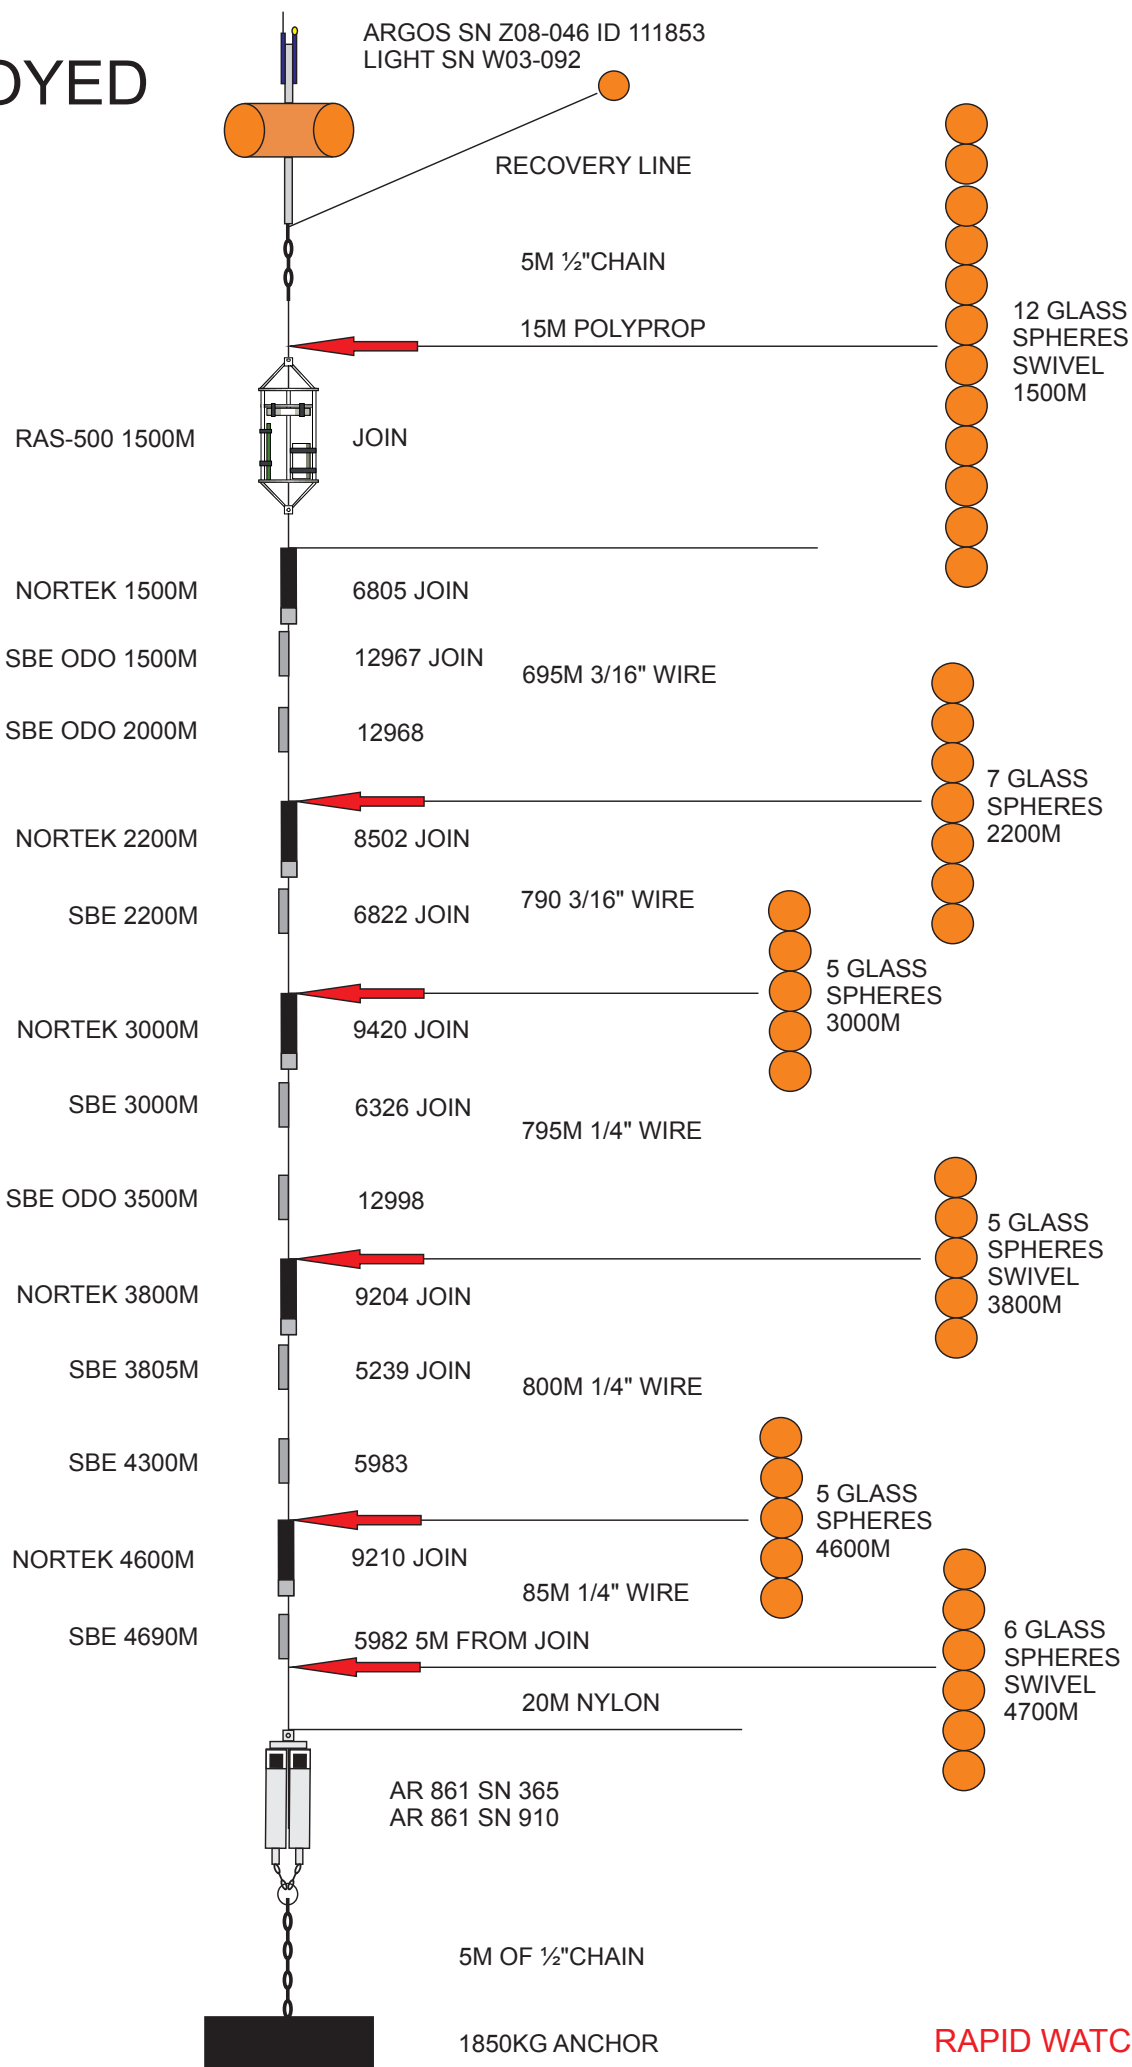 ARGOS SN Z08-046 ID 111853
LIGHT SN W03-092
OYED
RECOVERY LINE
5M ½"CHAIN
15M POLYPROP
12 GLASS
SPHERES
SWIVEL
1500M
RAS-500 1500M
JOIN
NORTEK 1500M
6805 JOIN
SBE ODO 1500M
12967 JOIN
695M 3/16" WIRE
SBE ODO 2000M
12968
7 GLASS
SPHERES
2200M
NORTEK 2200M
8502 JOIN
790 3/16" WIRE
SBE 2200M
6822 JOIN
5 GLASS
SPHERES
3000M
NORTEK 3000M
9420 JOIN
SBE 3000M
6326 JOIN
795M 1/4" WIRE
SBE ODO 3500M
12998
5 GLASS
SPHERES
SWIVEL
3800M
NORTEK 3800M
9204 JOIN
SBE 3805M
5239 JOIN
800M 1/4" WIRE
SBE 4300M
5983
5 GLASS
SPHERES
4600M
NORTEK 4600M
9210 JOIN
85M 1/4" WIRE
SBE 4690M
5982 5M FROM JOIN
6 GLASS
SPHERES
SWIVEL
4700M
20M NYLON
AR 861 SN 365
AR 861 SN 910
5M OF ½"CHAIN
1850KG ANCHOR
RAPID WATC